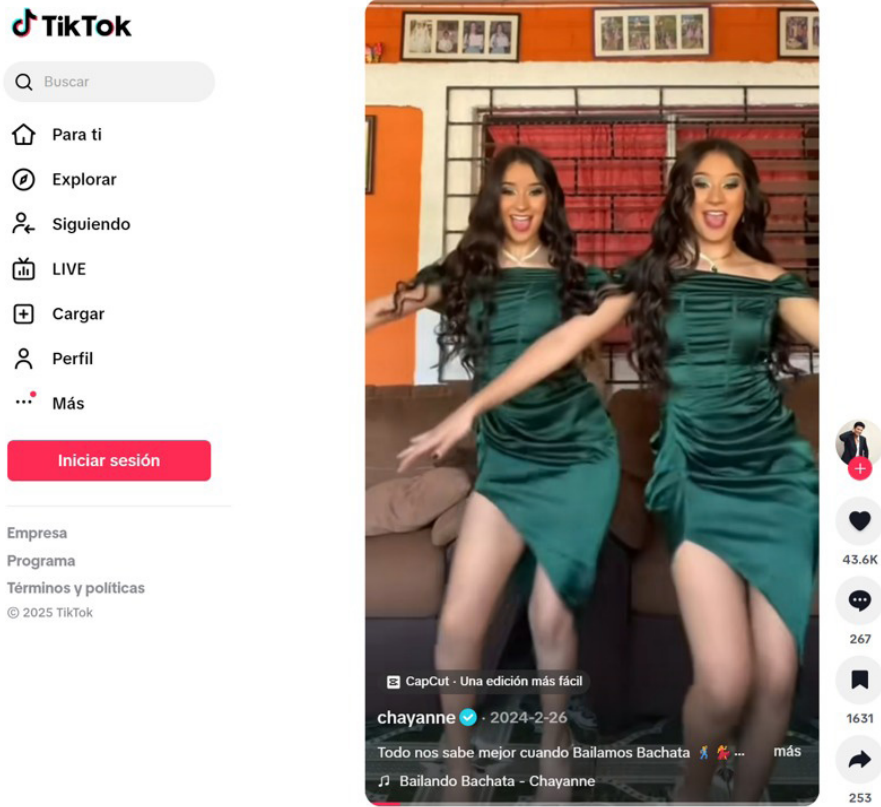 TikTok
Buscar
Para ti
Explorar
Siguiendo
LIVE
Cargar
Perfil
Más
Iniciar sesión
Empresa
Programa
Términos y políticas
© 2025 TikTok
CapCut · Una edición más fácil
chayanne · 2024-2-26
Todo nos sabe mejor cuando Bailamos Bachata 🕺 💃 ... más
Bailando Bachata - Chayanne
43.6K
267
1631
253